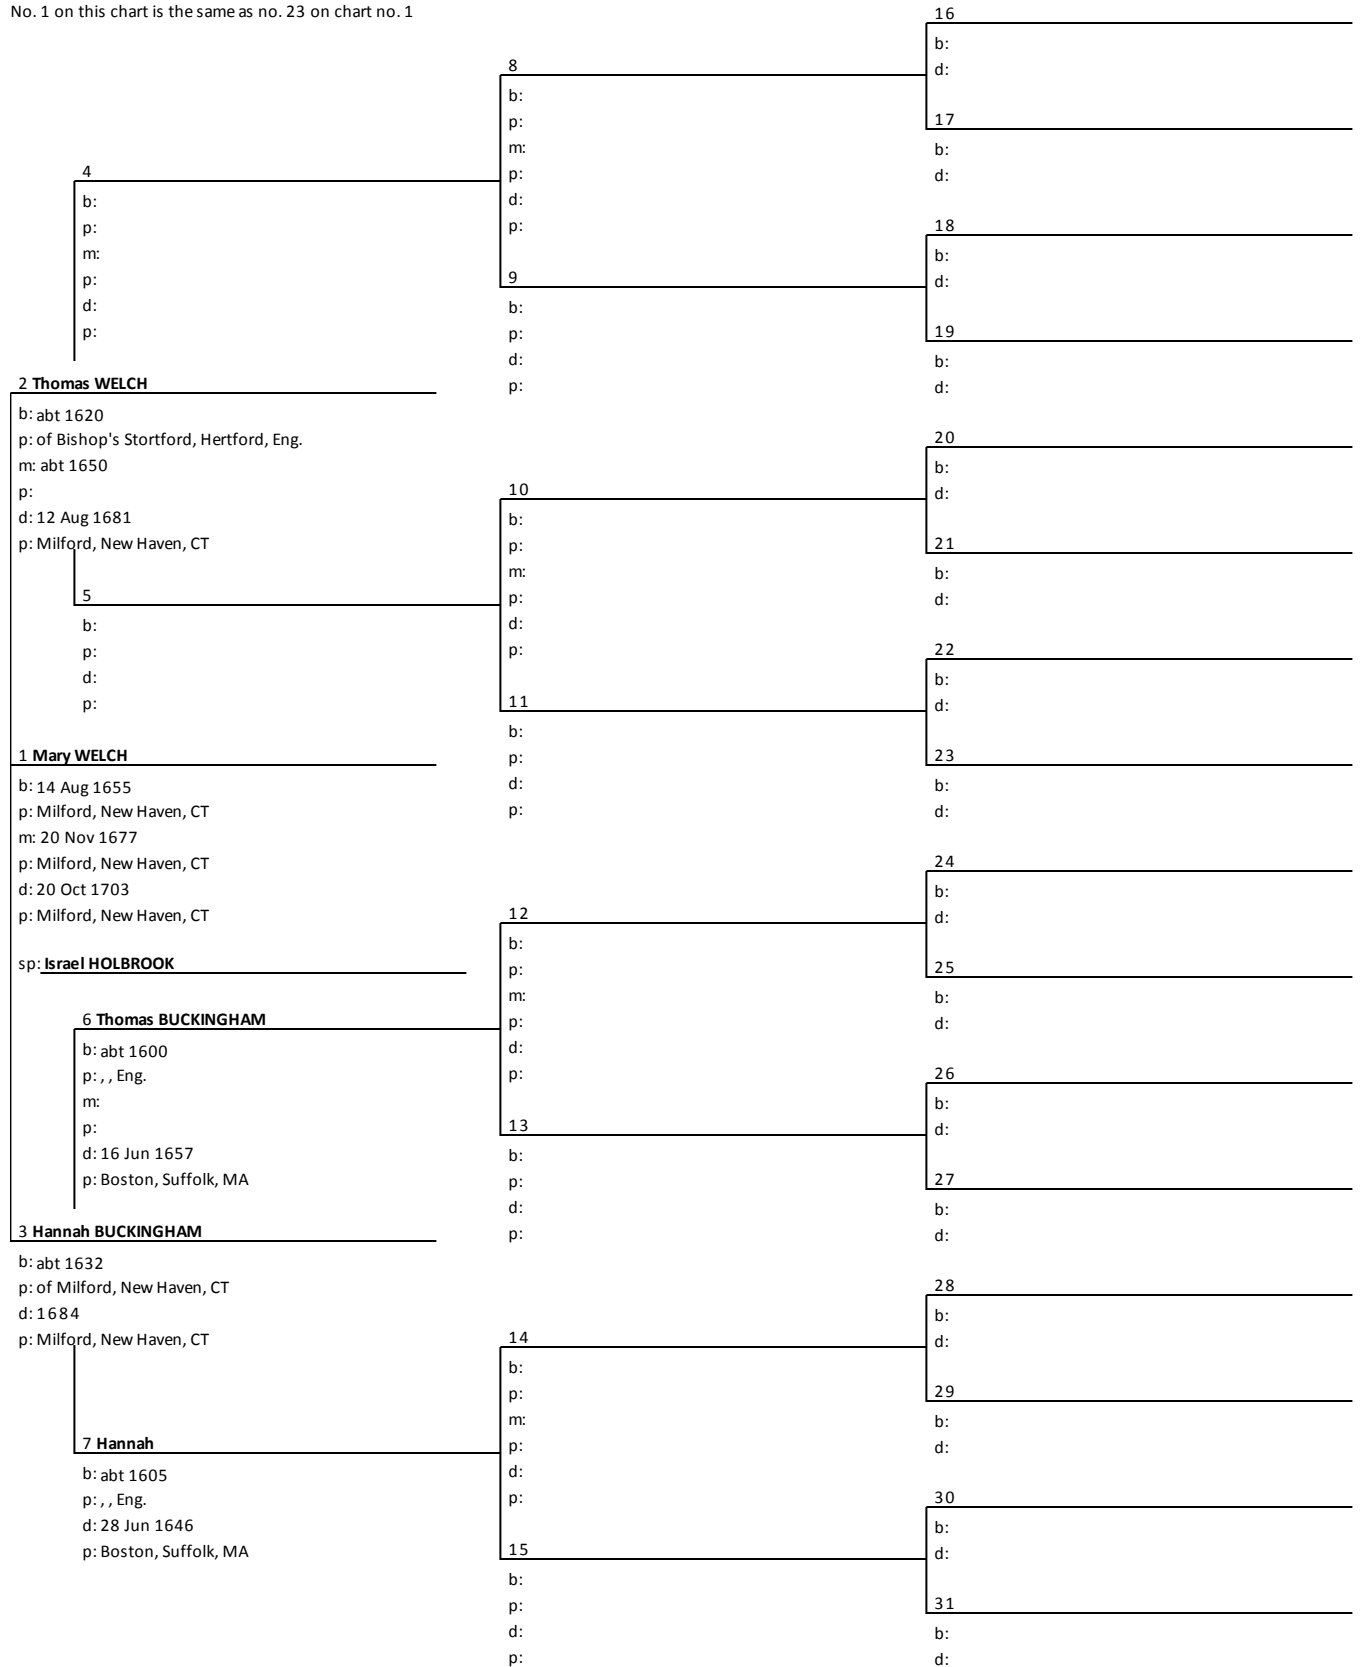 No. 1 on this chart is the same as no. 23 on chart no. 1
4
b:
p:
m:
p:
d:
p:
2 Thomas WELCH
b: abt 1620
p: of Bishop's Stortford, Hertford, Eng.
m: abt 1650
p:
d: 12 Aug 1681
p: Milford, New Haven, CT
5
b:
p:
d:
p:
1 Mary WELCH
b: 14 Aug 1655
p: Milford, New Haven, CT
m: 20 Nov 1677
p: Milford, New Haven, CT
d: 20 Oct 1703
p: Milford, New Haven, CT
sp: Israel HOLBROOK
6 Thomas BUCKINGHAM
b: abt 1600
p: , , Eng.
m:
p:
d: 16 Jun 1657
p: Boston, Suffolk, MA
3 Hannah BUCKINGHAM
b: abt 1632
p: of Milford, New Haven, CT
d: 1684
p: Milford, New Haven, CT
7 Hannah
b: abt 1605
p: , , Eng.
d: 28 Jun 1646
p: Boston, Suffolk, MA
8
b:
p:
m:
p:
d:
p:
9
b:
p:
d:
p:
10
b:
p:
m:
p:
d:
p:
11
b:
p:
d:
p:
12
b:
p:
m:
p:
d:
p:
13
b:
p:
d:
p:
14
b:
p:
m:
p:
d:
p:
15
b:
p:
d:
p:
16
b:
d:
17
b:
d:
18
b:
d:
19
b:
d:
20
b:
d:
21
b:
d:
22
b:
d:
23
b:
d:
24
b:
d:
25
b:
d:
26
b:
d:
27
b:
d:
28
b:
d:
29
b:
d:
30
b:
d:
31
b:
d: